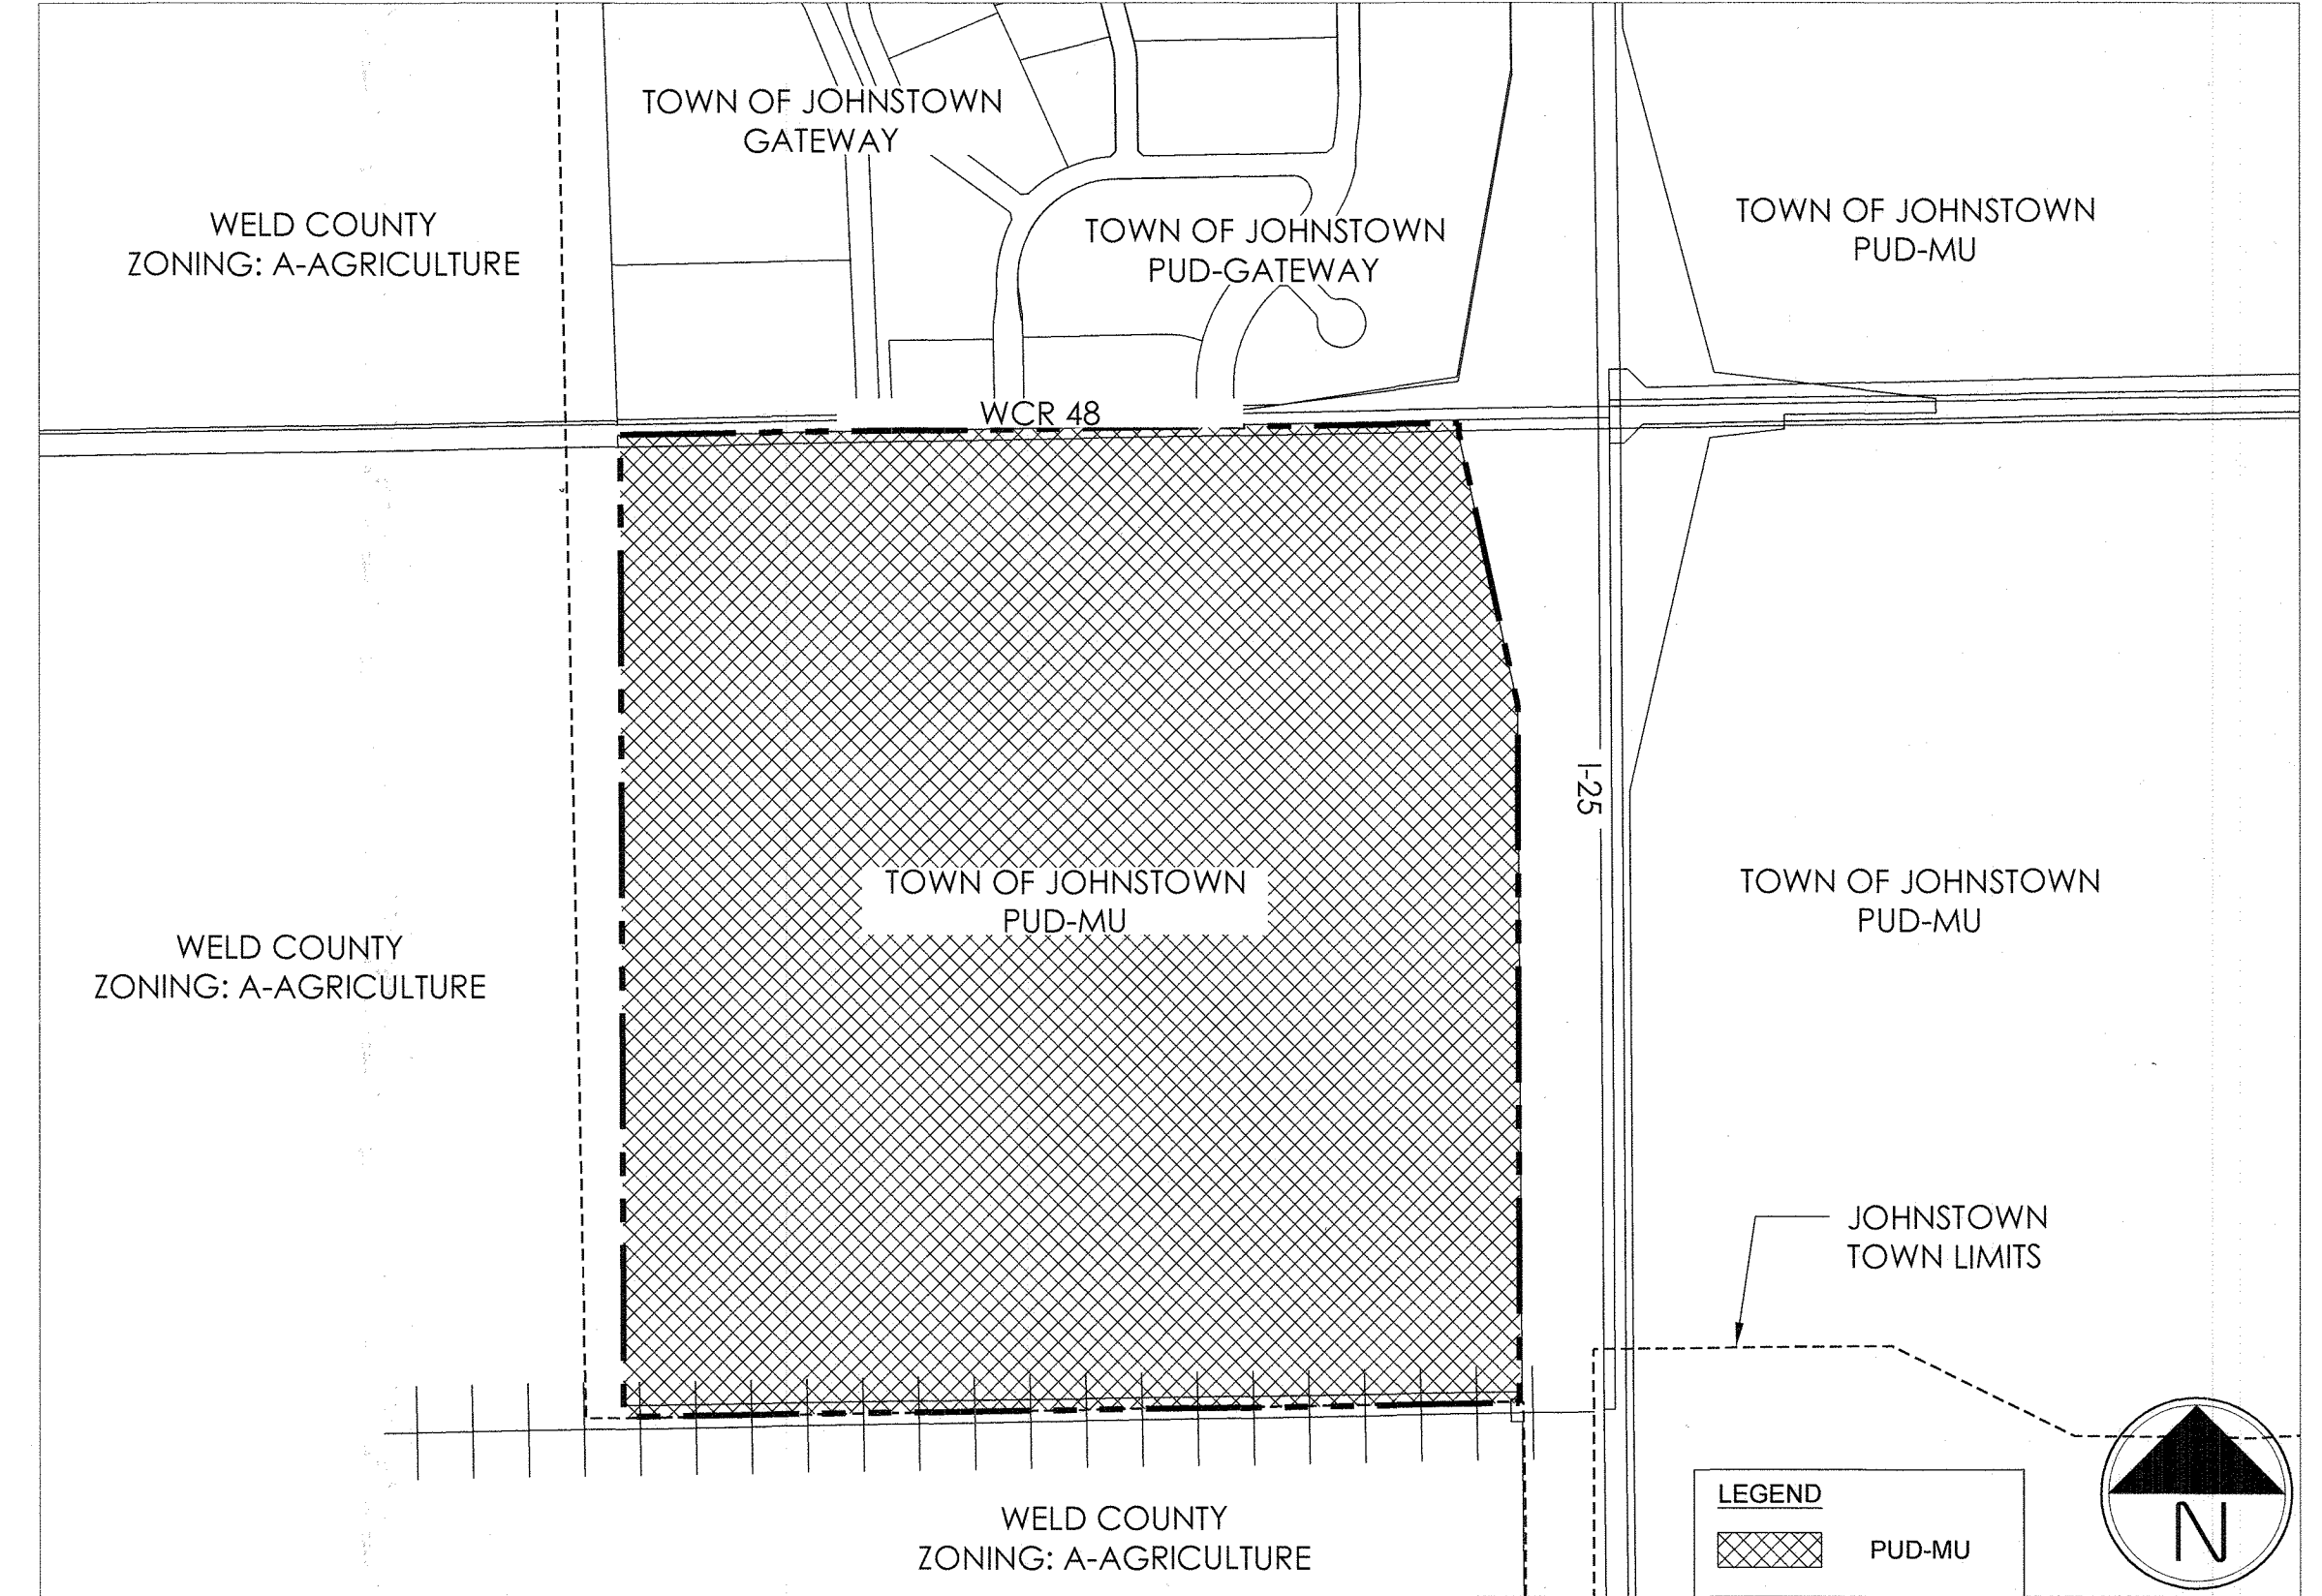 TOWN OF JOHNSTOWN
GATEWAY
WELD COUNTY
ZONING: A-AGRICULTURE
TOWN OF JOHNSTOWN
PUD-GATEWAY
TOWN OF JOHNSTOWN
PUD-MU
WCR 48
I-25
TOWN OF JOHNSTOWN
PUD-MU
TOWN OF JOHNSTOWN
PUD-MU
WELD COUNTY
ZONING: A-AGRICULTURE
JOHNSTOWN
TOWN LIMITS
WELD COUNTY
ZONING: A-AGRICULTURE
LEGEND
PUD-MU
N